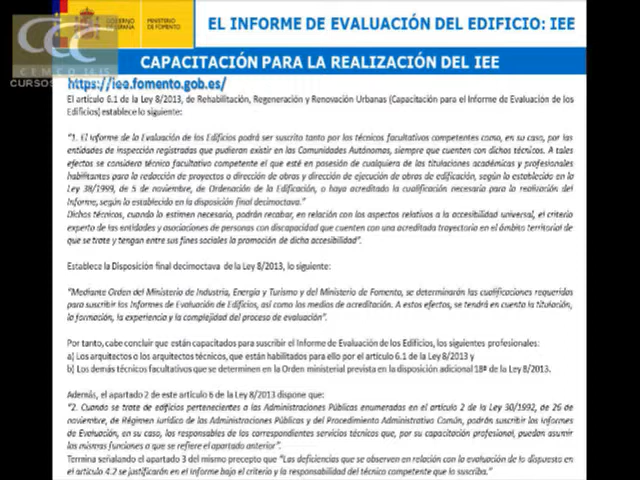 GOBIERNO DE ESPAÑA
MINISTERIO DE FOMENTO
EL INFORME DE EVALUACIÓN DEL EDIFICIO: IEE
CCC
CEMCO IEIS
CURSOS
CAPACITACIÓN PARA LA REALIZACIÓN DEL IEE
https://iee.fomento.gob.es/
El artículo 6.1 de la Ley 8/2013, de Rehabilitación, Regeneración y Renovación Urbanas (Capacitación para el Informe de Evaluación de los
Edificios) establece lo siguiente:
"1. El Informe de la Evaluación de los Edificios podrá ser suscrito tanto por los técnicos facultativos competentes como, en su caso, por las
entidades de inspección registradas que pudieran existir en las Comunidades Autónomas, siempre que cuenten con dichos técnicos. A tales
efectos se considera técnico facultativo competente el que esté en posesión de cualquiera de las titulaciones académicas y profesionales
habilitantes para la redacción de proyectos o dirección de obras y dirección de ejecución de obras de edificación, según lo establecido en la
Ley 38/1999, de 5 de noviembre, de Ordenación de la Edificación, o haya acreditado la cualificación necesaria para la realización del
Informe, según lo establecido en la disposición final decimoctava."
Dichos técnicos, cuando lo estimen necesario, podrán recabar, en relación con los aspectos relativos a la accesibilidad universal, el criterio
experto de las entidades y asociaciones de personas con discapacidad que cuenten con una acreditada trayectoria en el ámbito territorial de
que se trate y tengan entre sus fines sociales la promoción de dicha accesibilidad".
Establece la Disposición final decimoctava de la Ley 8/2013, lo siguiente:
"Mediante Orden del Ministerio de Industria, Energía y Turismo y del Ministerio de Fomento, se determinarán las cualificaciones requeridas
para suscribir los Informes de Evaluación de Edificios, así como los medios de acreditación. A estos efectos, se tendrá en cuenta la titulación,
la formación, la experiencia y la complejidad del proceso de evaluación".
Por tanto, cabe concluir que están capacitados para suscribir el Informe de Evaluación de los Edificios, los siguientes profesionales:
a) Los arquitectos o los arquitectos técnicos, que están habilitados para ello por el artículo 6.1 de la Ley 8/2013 y
b) Los demás técnicos facultativos que se determinen en la Orden ministerial prevista en la disposición adicional 18ª de la Ley 8/2013.
Además, el apartado 2 de este artículo 6 de la Ley 8/2013 dispone que:
"2. Cuando se trate de edificios pertenecientes a las Administraciones Públicas enumeradas en el artículo 2 de la Ley 30/1992, de 26 de
noviembre, de Régimen Jurídico de las Administraciones Públicas y del Procedimiento Administrativo Común, podrán suscribir los Informes
de Evaluación, en su caso, los responsables de los correspondientes servicios técnicos que, por su capacitación profesional, puedan asumir
las mismas funciones a que se refiere el apartado anterior".
Termina señalando el apartado 3 del mismo precepto que "Las deficiencias que se observen en relación con la evaluación de lo dispuesto en
el artículo 4.2 se justificarán en el Informe bajo el criterio y la responsabilidad del técnico competente que lo suscriba."